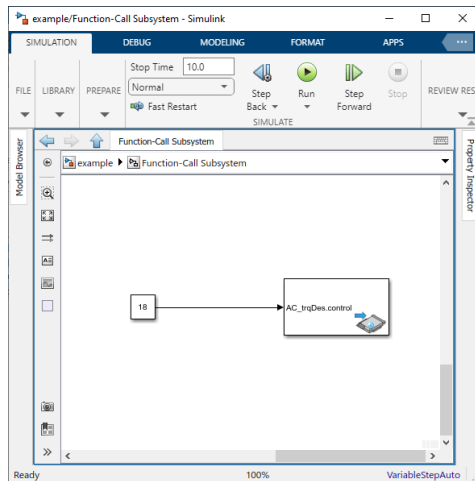 example/Function-Call Subsystem - Simulink
SIMULATION DEBUG MODELING FORMAT APPS
FILE LIBRARY PREPARE
Stop Time 10.0
Normal
Fast Restart
Step Back
Run
Step Forward
Stop
REVIEW RES
SIMULATE
Function-Call Subsystem
example Function-Call Subsystem
Model Browser
Property Inspector
18
AC_trqDes.control
Ready 100% VariableStepAuto